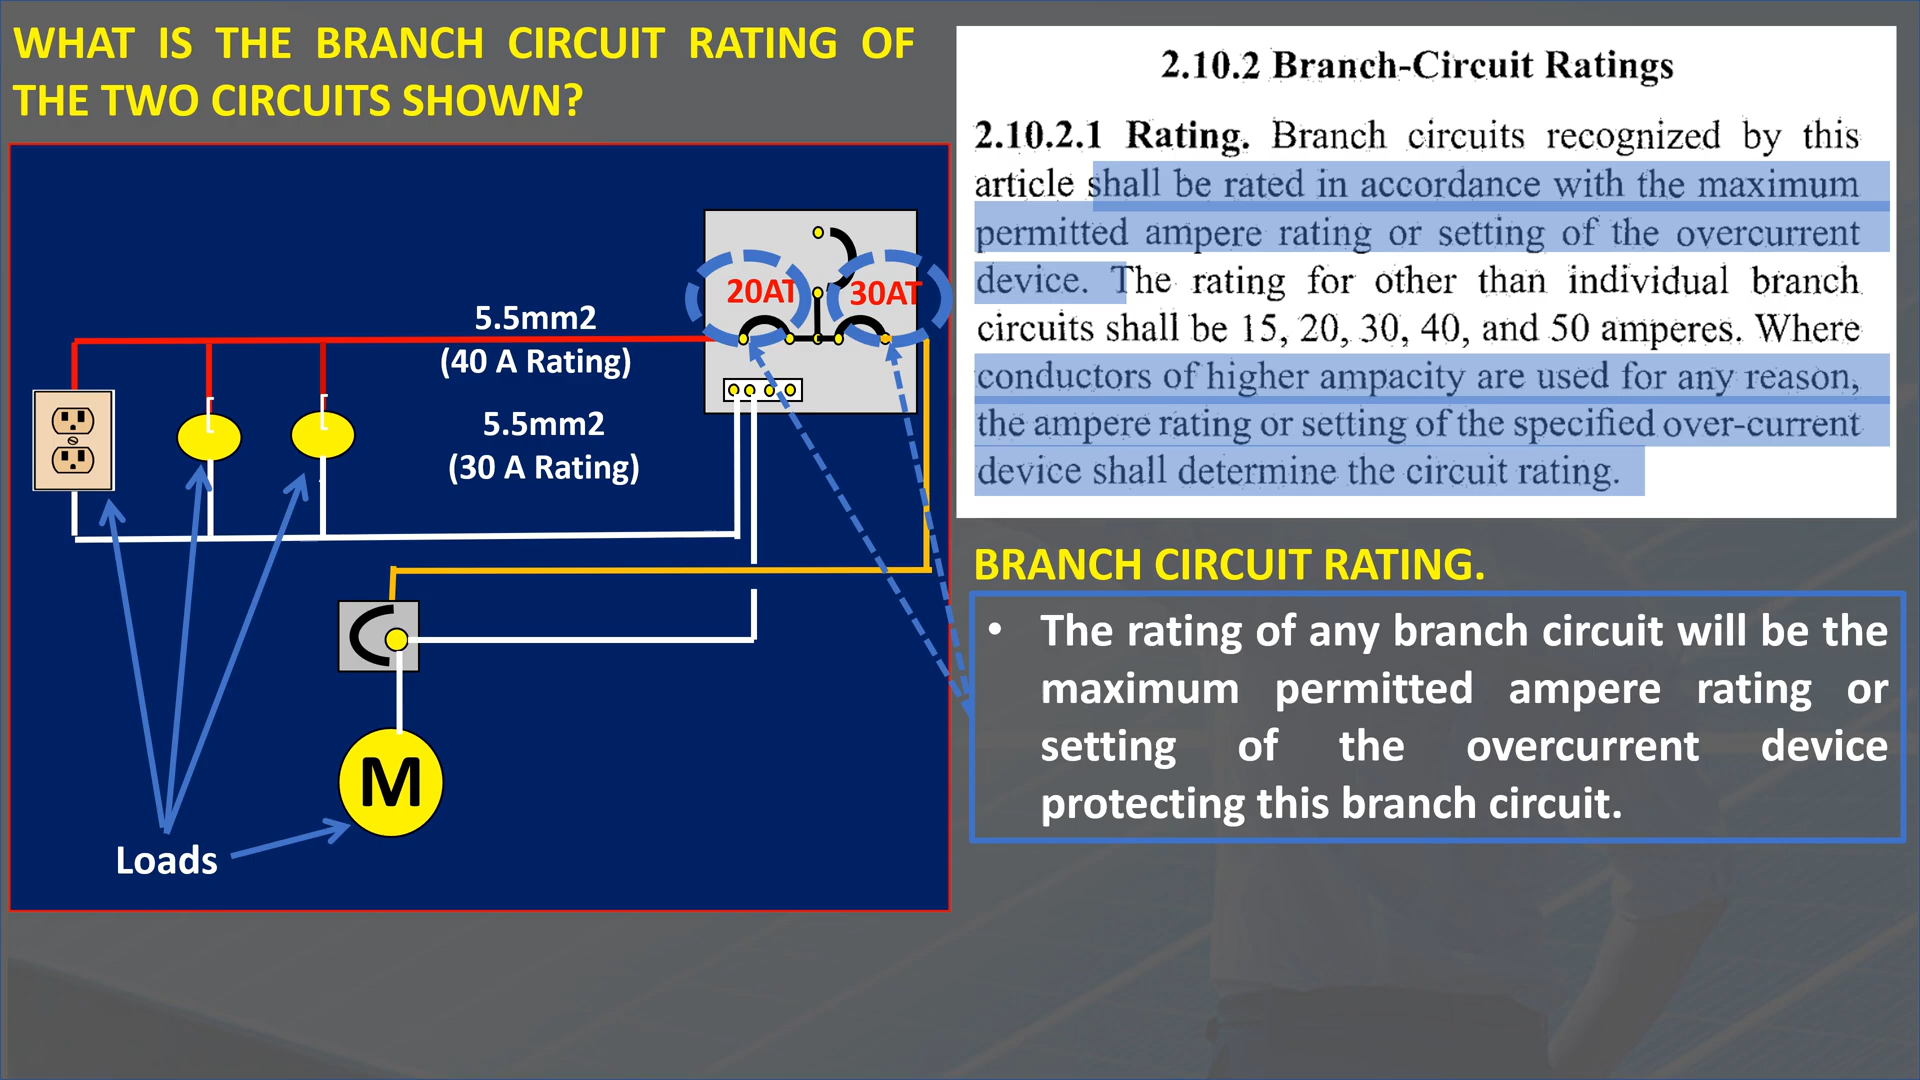 WHAT IS THE BRANCH CIRCUIT RATING OF
THE TWO CIRCUITS SHOWN?
20AT
30AT
5.5mm2
(40 A Rating)
5.5mm2
(30 A Rating)
M
Loads
2.10.2 Branch-Circuit Ratings
2.10.2.1 Rating. Branch circuits recognized by this
article shall be rated in accordance with the maximum
permitted ampere rating or setting of the overcurrent
device. The rating for other than individual branch
circuits shall be 15, 20, 30, 40, and 50 amperes. Where
conductors of higher ampacity are used for any reason,
the ampere rating or setting of the specified over-current
device shall determine the circuit rating.
BRANCH CIRCUIT RATING.
• The rating of any branch circuit will be the
maximum permitted ampere rating or
setting of the overcurrent device
protecting this branch circuit.